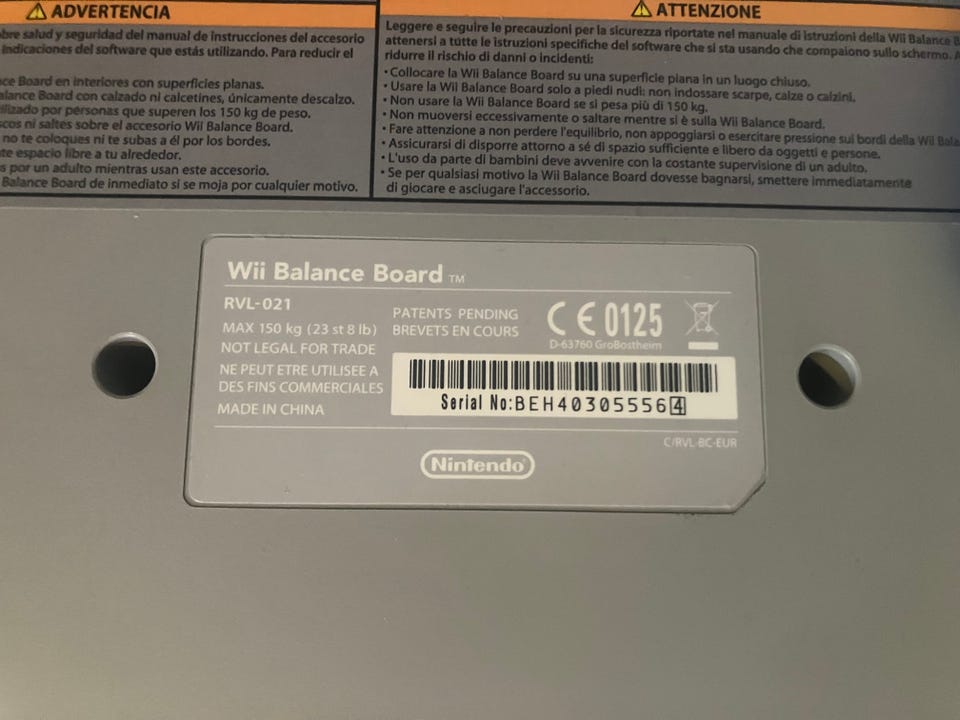 ADVERTENCIA
bre salud y seguridad del manual de instrucciones del accesorio
indicaciones del software que estás utilizando. Para reducir el
ce Board en interiores con superficies planas.
alance Board con calzado ni calcetines, únicamente descalzo.
ilizado por personas que superen los 150 kg de peso.
cos ni saltes sobre el accesorio Wii Balance Board.
no te coloques ni te subas a él por los bordes.
te espacio libre a tu alrededor.
s por un adulto mientras usan este accesorio.
Balance Board de inmediato si se moja por cualquier motivo.
ATTENZIONE
Leggere e seguire le precauzioni per la sicurezza riportate nel manuale di istruzioni della Wii Balance B
attenersi a tutte le istruzioni specifiche del software che si sta usando che compaiono sullo schermo. A
ridurre il rischio di danno o incidenti:
• Collocare la Wii Balance Board su una superficie piana in un luogo chiuso.
• Usare la Wii Balance Board solo a piedi nudi: non indossare scarpe, calze o calzini.
• Non usare la Wii Balance Board se si pesa più di 150 kg.
• Non muoversi eccessivamente o saltare mentre si è sulla Wii Balance Board.
• Fare attenzione a non perdere l'equilibrio, non appoggiarsi o esercitare pressione sui bordi della Wii Bala
• Assicurarsi di disporre attorno a sé di spazio sufficiente e libero da oggetti e persone.
• L'uso da parte di bambini deve avvenire con la costante supervisione di un adulto.
• Se per qualsiasi motivo la Wii Balance Board dovesse bagnarsi, smettere immediatamente
di giocare e asciugare l'accessorio.
Wii Balance Board TM
RVL-021
MAX 150 kg (23 st 8 lb)
NOT LEGAL FOR TRADE
NE PEUT ETRE UTILISEE A
DES FINS COMMERCIALES
MADE IN CHINA
PATENTS PENDING
BREVETS EN COURS
CE 0125
D-63760 Großostheim
Serial No:BEH403055564
C/RVL-BC-EUR
Nintendo